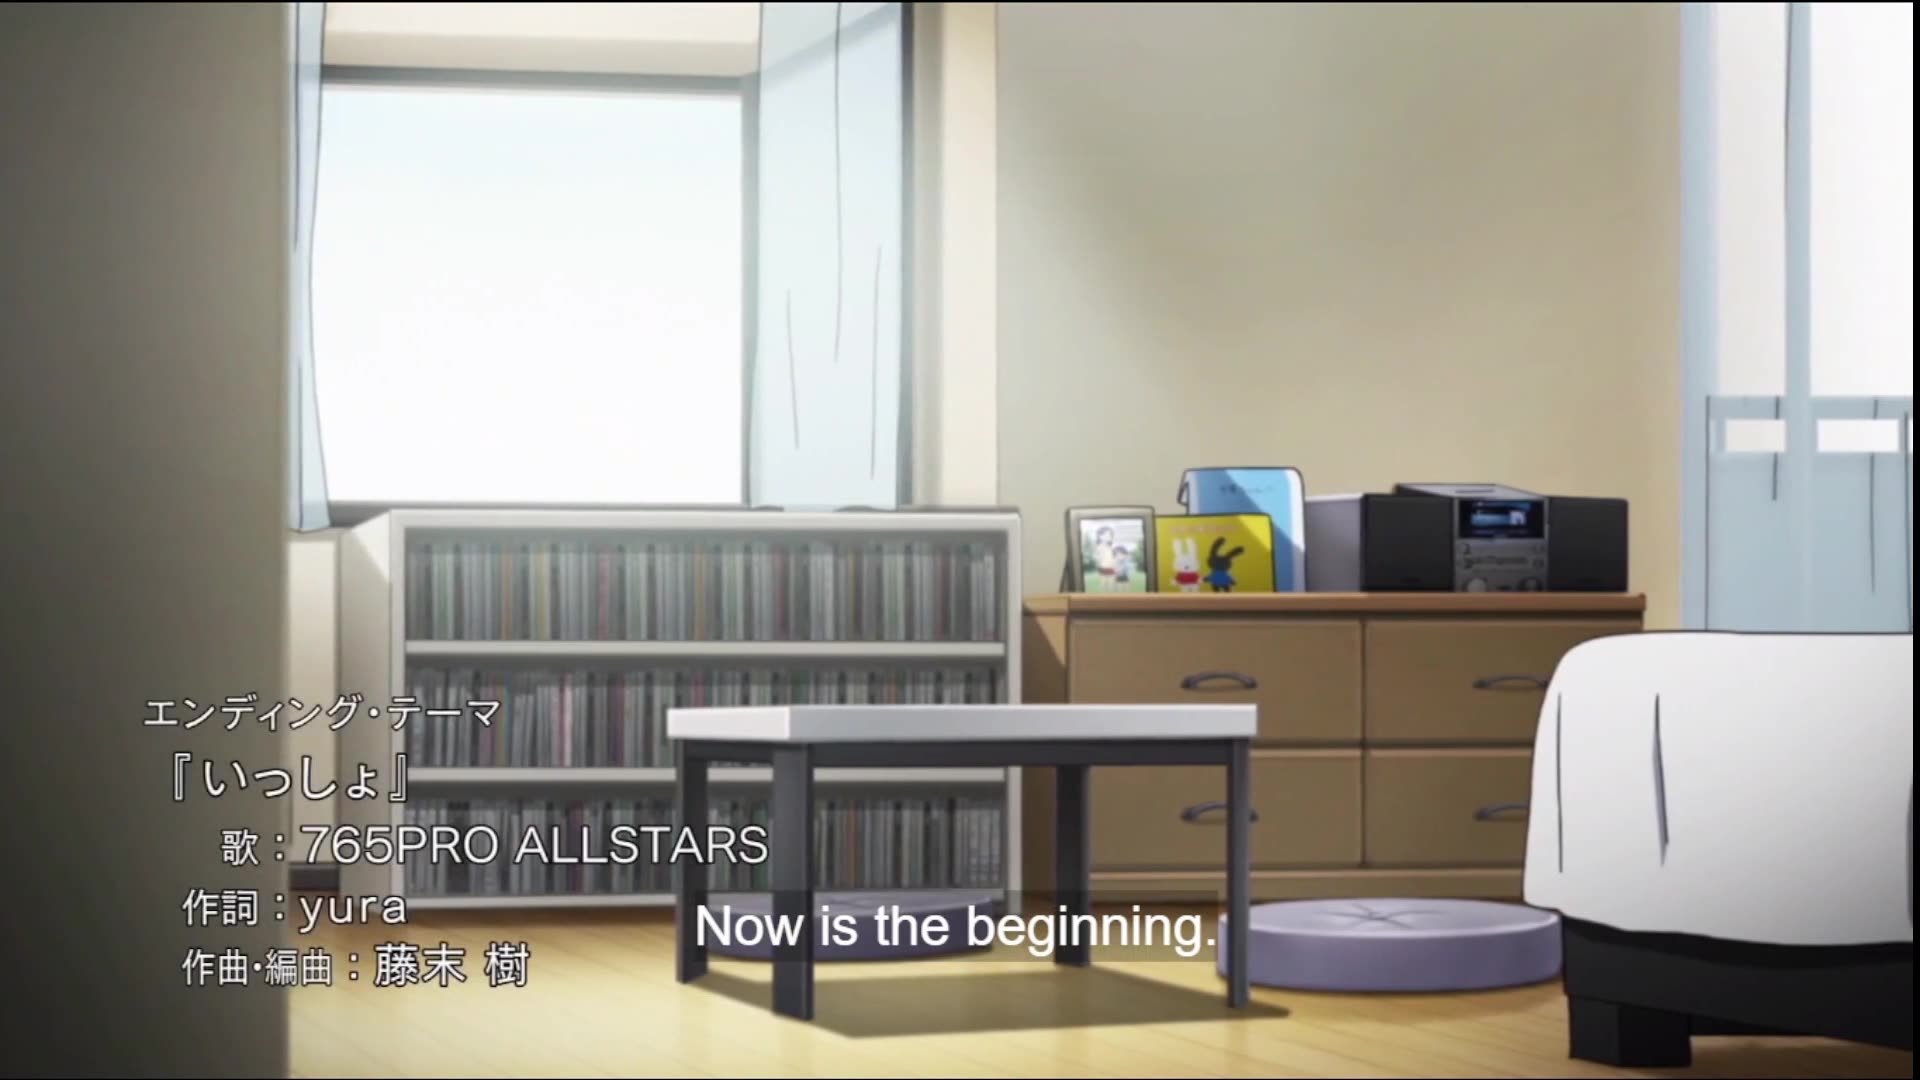 エンディング・テーマ
『いっしょ』
歌：765PRO ALLSTARS
作詞：yura
作曲・編曲：藤末 樹
Now is the beginning.